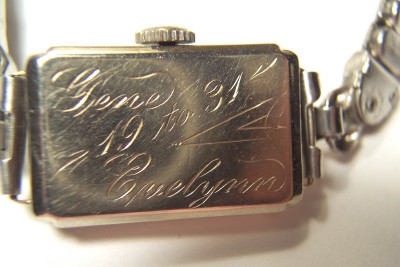 Gene
19 to 31
Evelynn